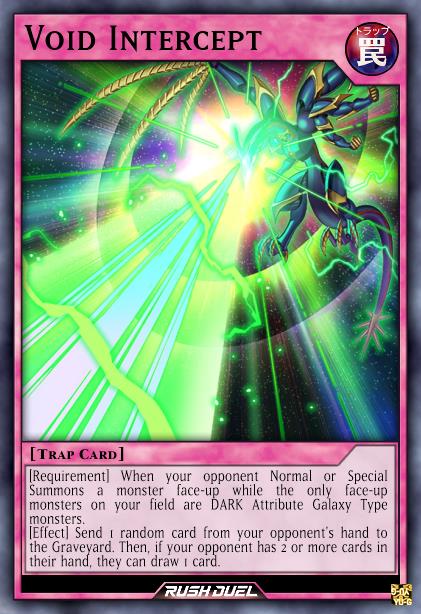 Void Intercept
トラップ
罠
[Trap Card]
[Requirement] When your opponent Normal or Special
Summons a monster face-up while the only face-up
monsters on your field are DARK Attribute Galaxy Type
monsters.
[Effect] Send 1 random card from your opponent's hand
to the Graveyard. Then, if your opponent has 2 or more cards in
their hand, they can draw 1 card.
RUSH DUEL